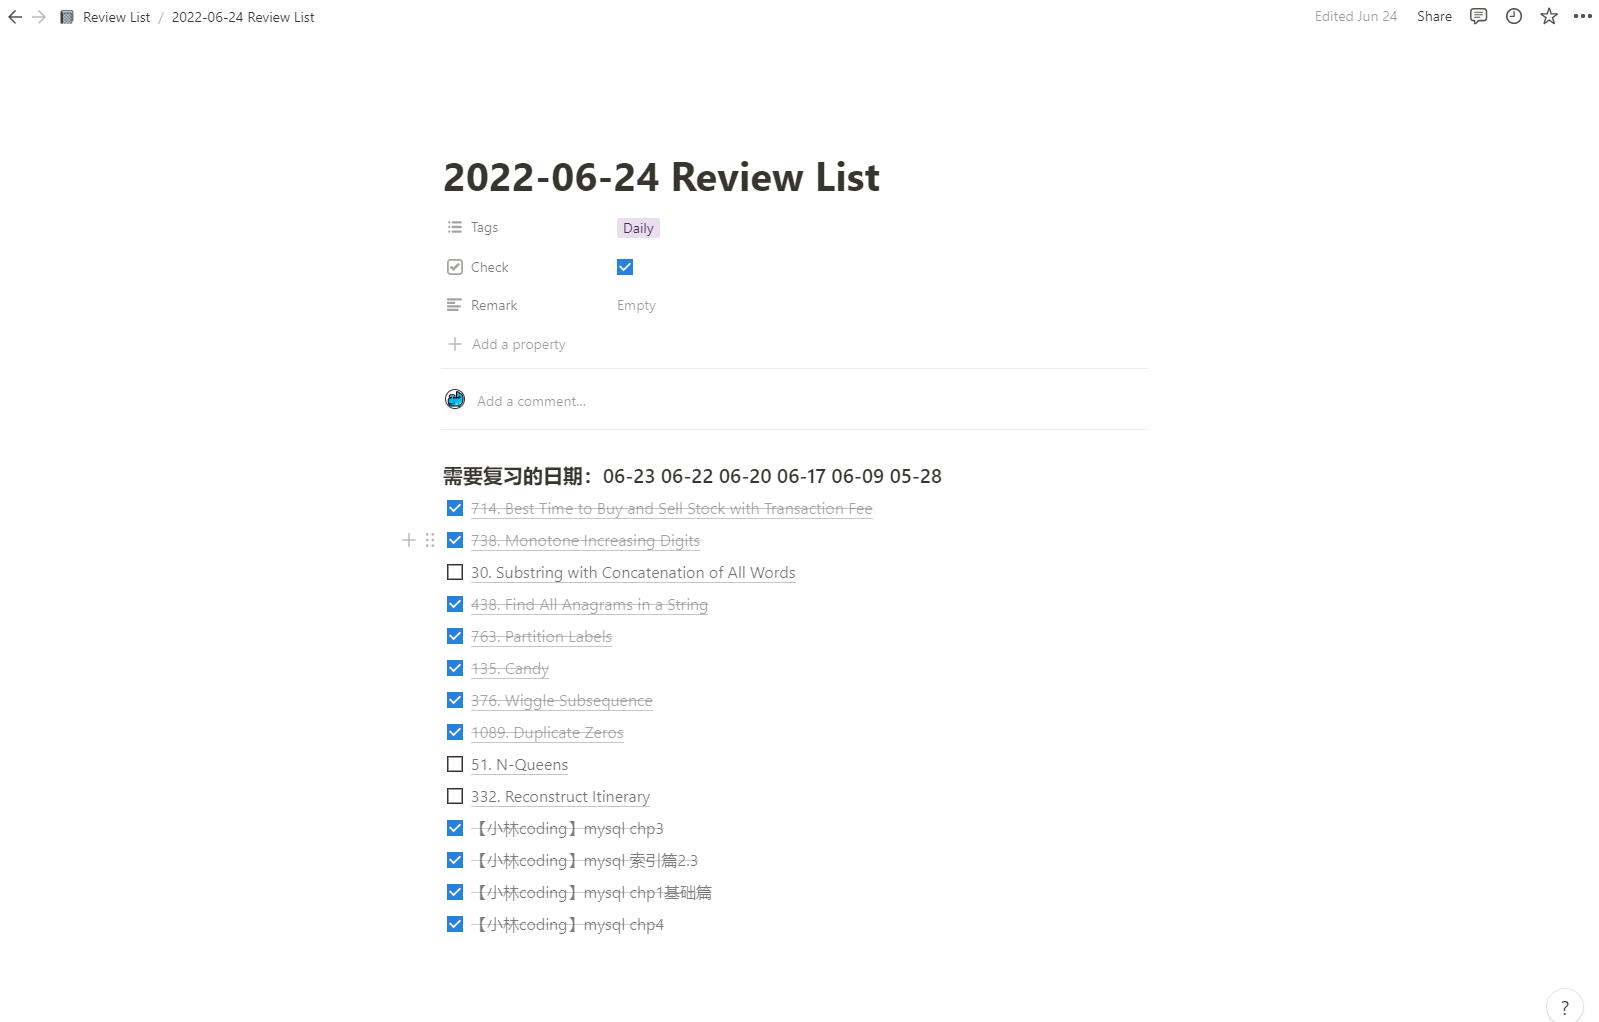 Review List / 2022-06-24 Review List
Edited Jun 24
Share
2022-06-24 Review List
Tags
Daily
Check
Remark
Empty
Add a property
Add a comment...
需要复习的日期：06-23 06-22 06-20 06-17 06-09 05-28
714. Best Time to Buy and Sell Stock with Transaction Fee
738. Monotone Increasing Digits
30. Substring with Concatenation of All Words
438. Find All Anagrams in a String
763. Partition Labels
135. Candy
376. Wiggle Subsequence
1089. Duplicate Zeros
51. N-Queens
332. Reconstruct Itinerary
【小林coding】mysql chp3
【小林coding】mysql 索引篇2.3
【小林coding】mysql chp1基础篇
【小林coding】mysql chp4
?